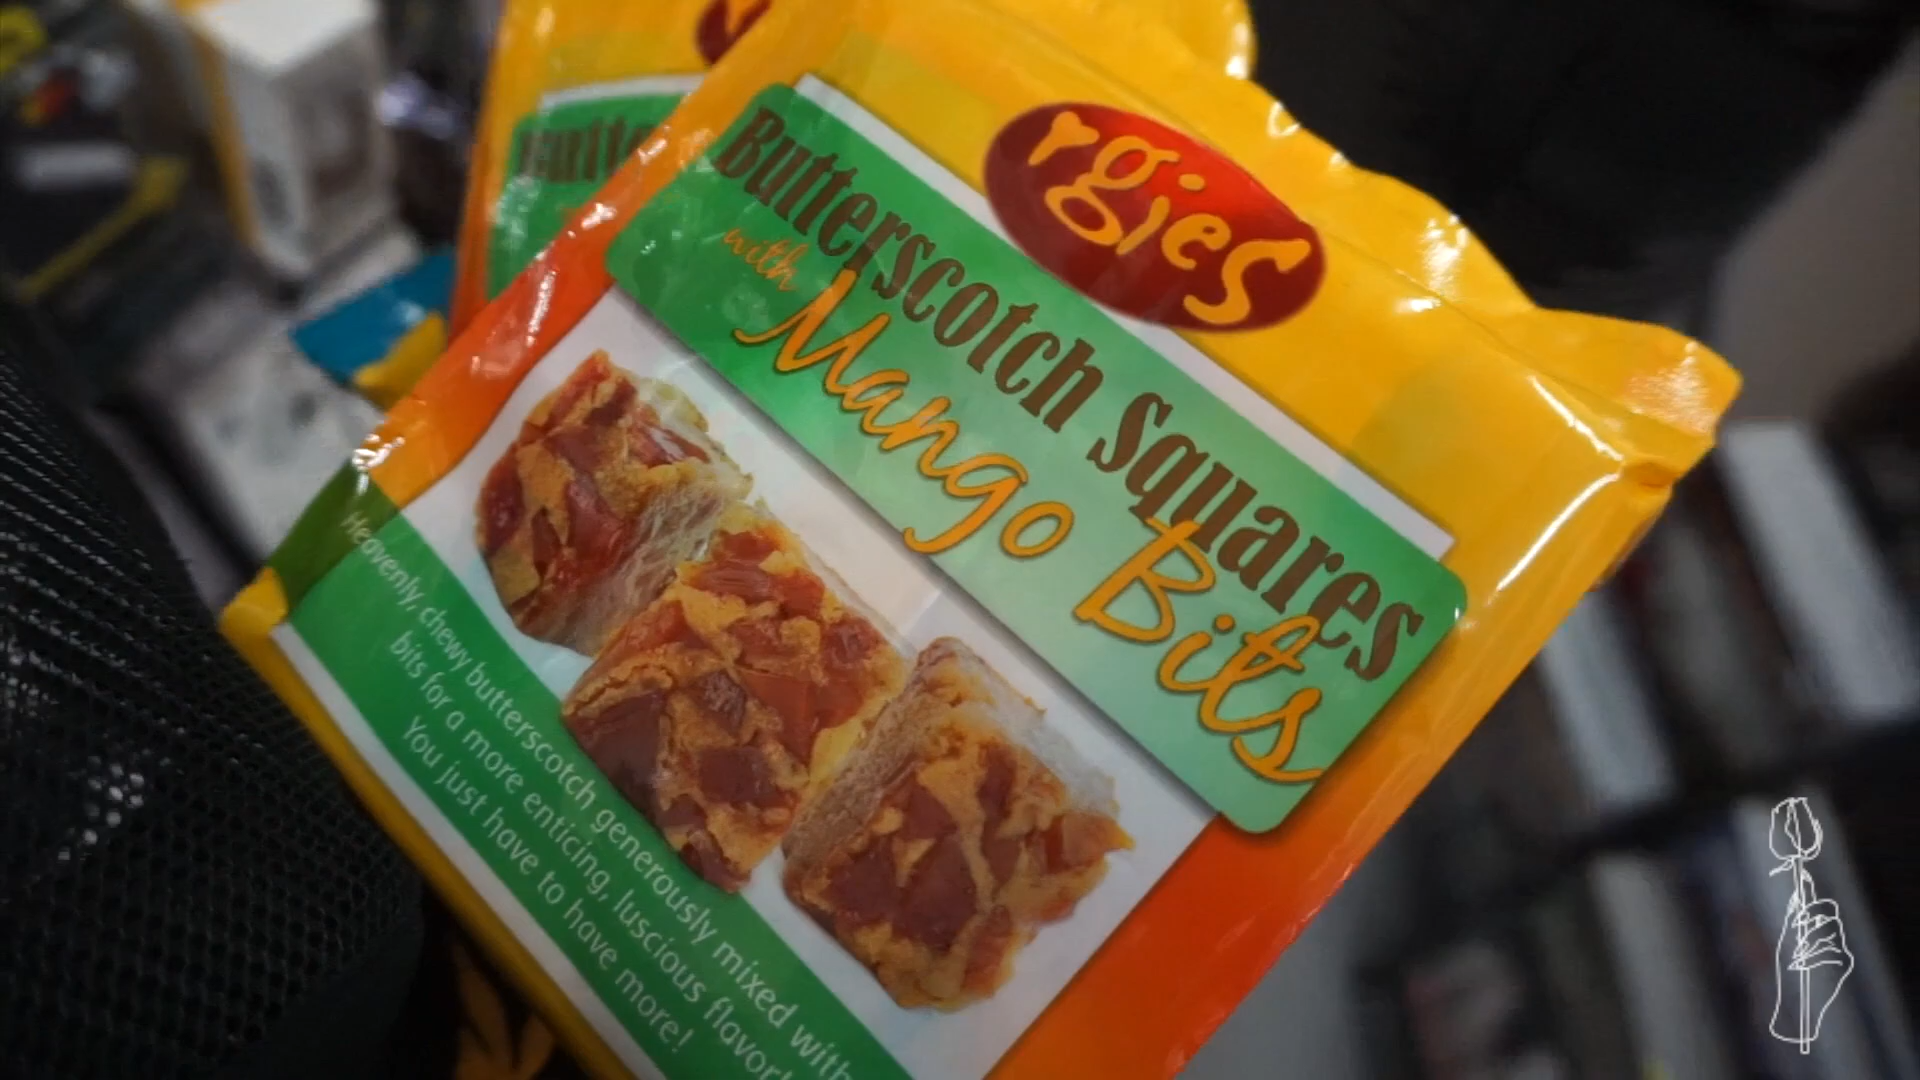 rgies
Butterscotch Squares
with
Mango Bits
Heavenly, chewy butterscotch generously mixed with
bits for a more enticing, luscious flavor!
You just have to have more!